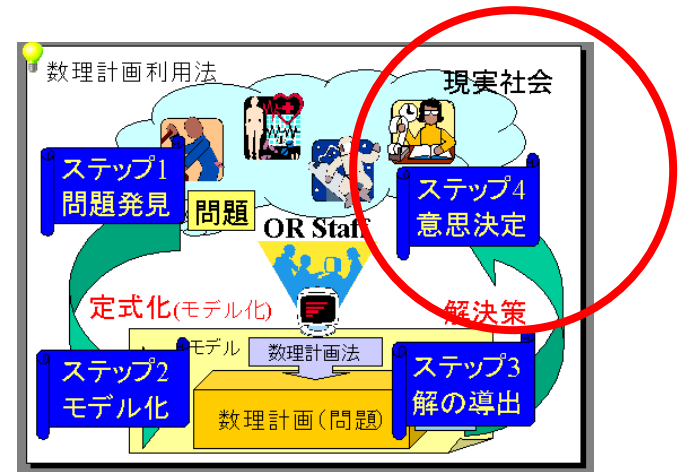 数理計画利用法
現実社会
ステップ1
問題発見
問題
OR Staff
ステップ4
意思決定
定式化(モデル化)
解決策
モデル
数理計画法
ステップ2
モデル化
ステップ3
解の導出
数理計画(問題)